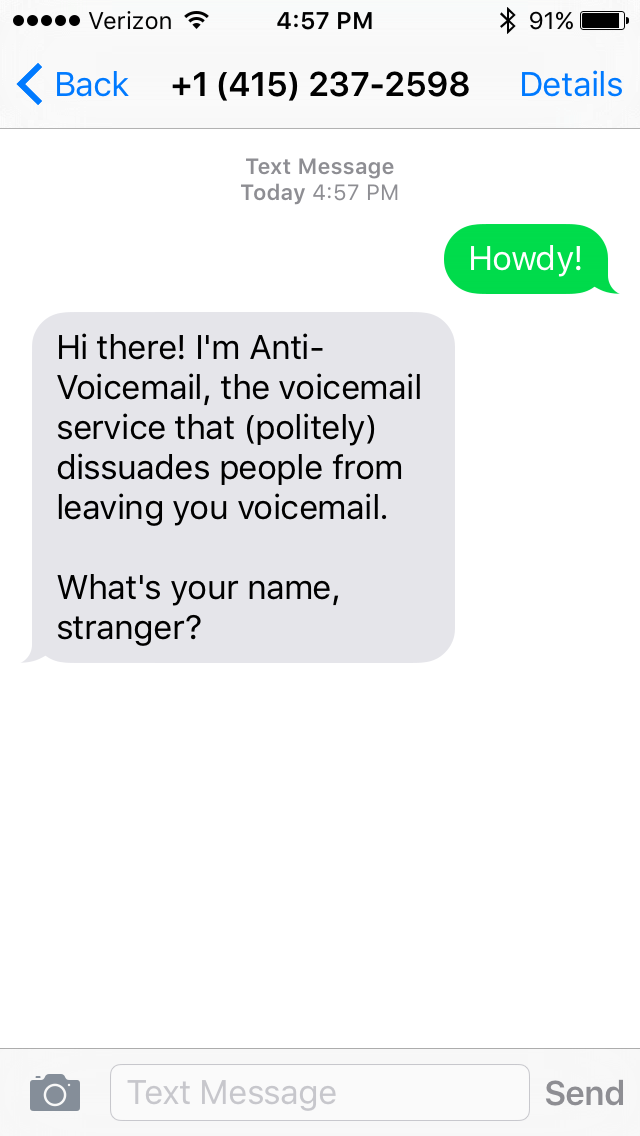 Verizon 4:57 PM 91%
Back +1 (415) 237-2598 Details
Text Message
Today 4:57 PM
Howdy!
Hi there! I'm Anti-
Voicemail, the voicemail
service that (politely)
dissuades people from
leaving you voicemail.
What's your name,
stranger?
Text Message Send